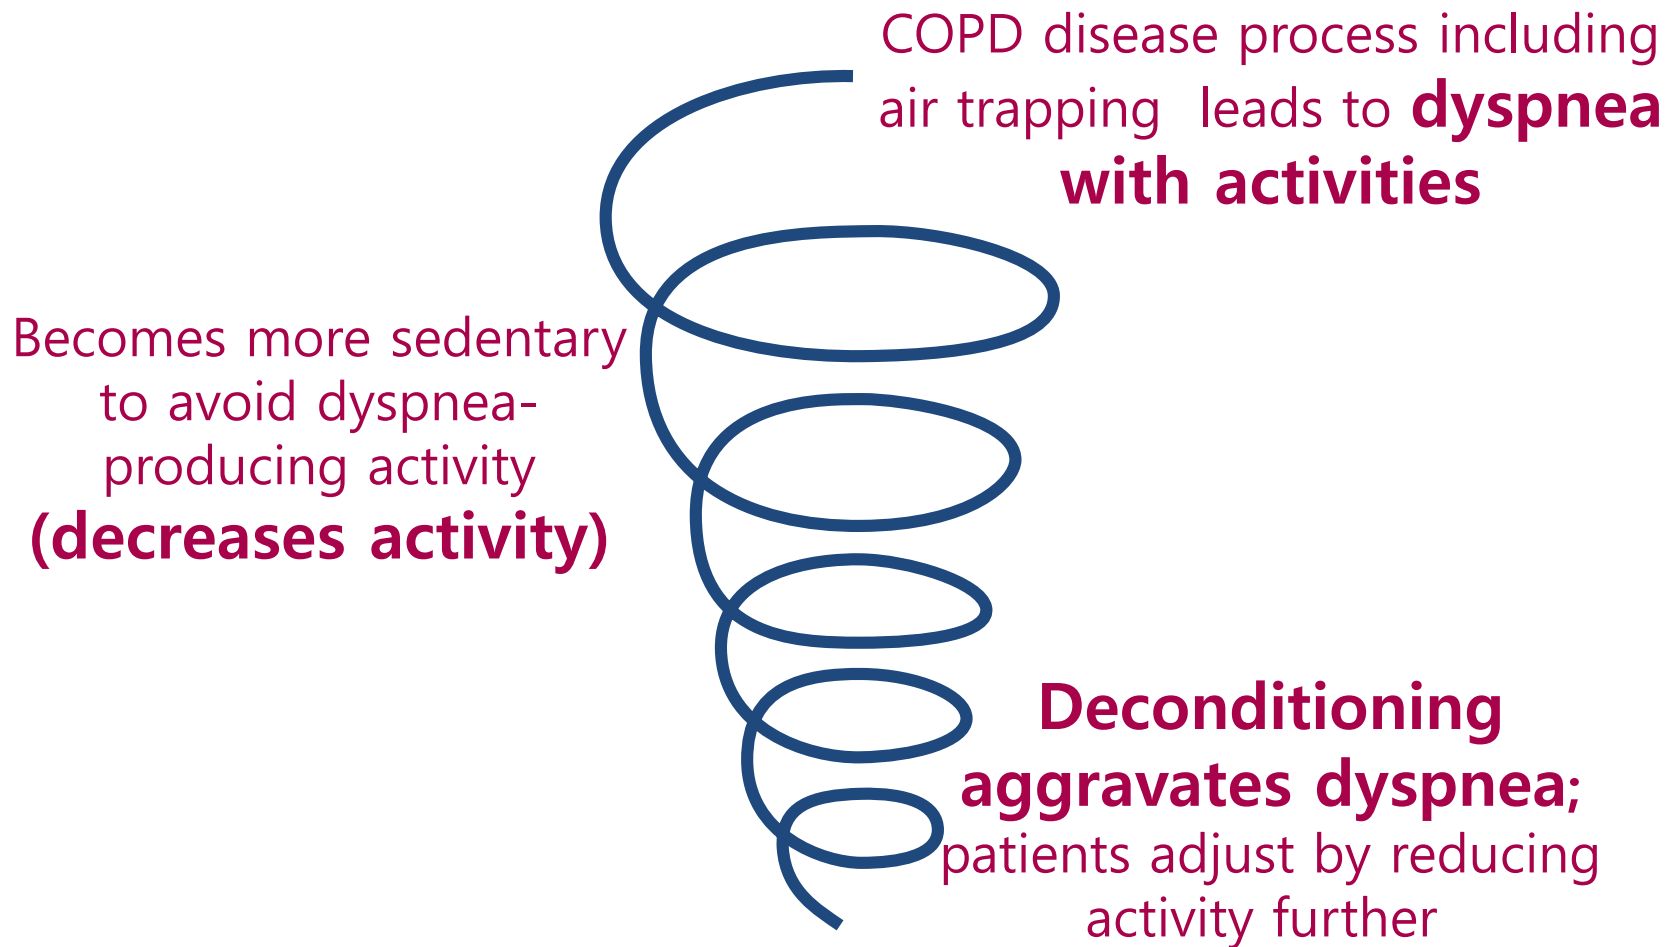 COPD disease process including
air trapping  leads to dyspnea
with activities
Becomes more sedentary
to avoid dyspnea-
producing activity
(decreases activity)
Deconditioning
aggravates dyspnea;
patients adjust by reducing
activity further